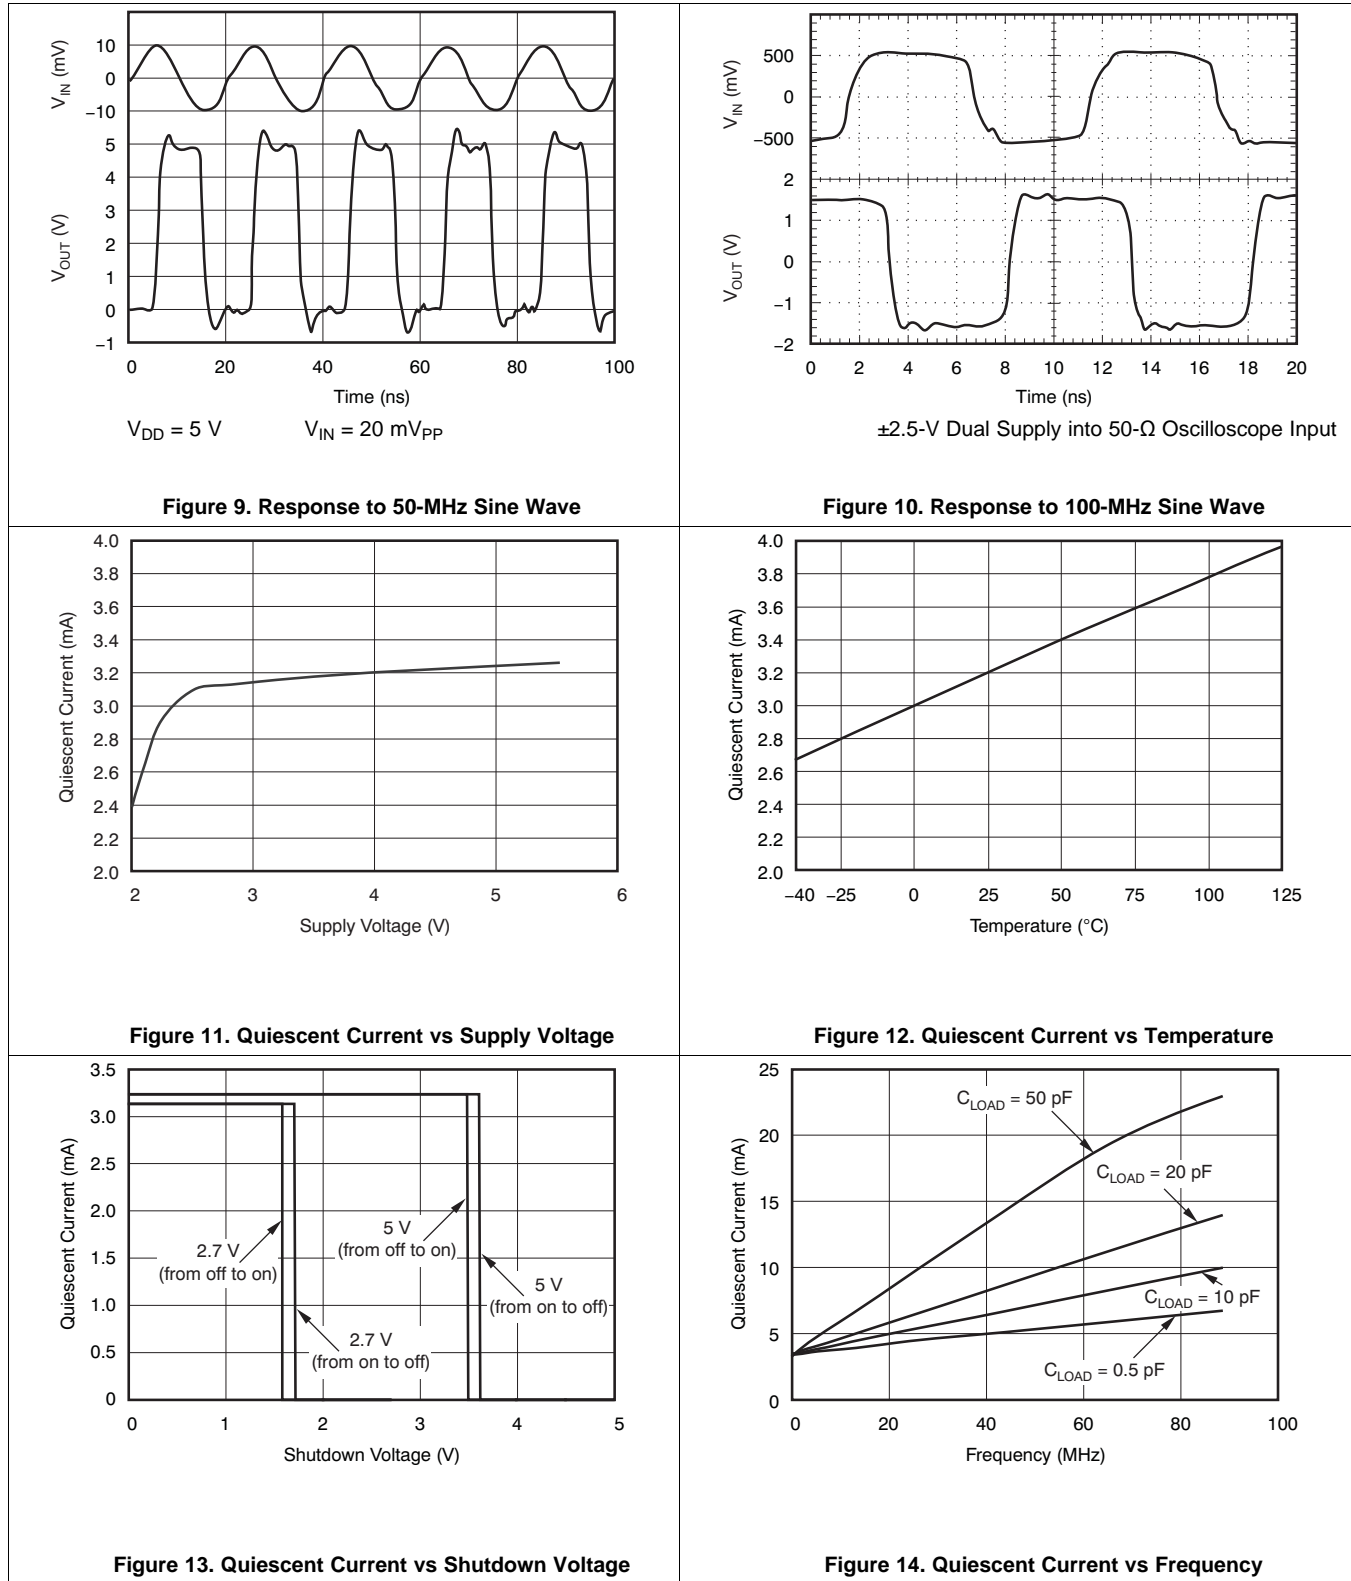 10
0
−10
V_IN (mV)
5
4
3
2
1
0
−1
V_OUT (V)
0 20 40 60 80 100
Time (ns)
V_DD = 5 V V_IN = 20 mV_PP
Figure 9. Response to 50-MHz Sine Wave
500
0
−500
V_IN (mV)
2
1
0
−1
−2
V_OUT (V)
0 2 4 6 8 10 12 14 16 18 20
Time (ns)
±2.5-V Dual Supply into 50-Ω Oscilloscope Input
Figure 10. Response to 100-MHz Sine Wave
4.0
3.8
3.6
3.4
3.2
3.0
2.8
2.6
2.4
2.2
2.0
Quiescent Current (mA)
2 3 4 5 6
Supply Voltage (V)
Figure 11. Quiescent Current vs Supply Voltage
4.0
3.8
3.6
3.4
3.2
3.0
2.8
2.6
2.4
2.2
2.0
Quiescent Current (mA)
−40 −25 0 25 50 75 100 125
Temperature (°C)
Figure 12. Quiescent Current vs Temperature
3.5
3.0
2.5
2.0
1.5
1.0
0.5
0
Quiescent Current (mA)
2.7 V
(from off to on)
5 V
(from off to on)
5 V
(from on to off)
2.7 V
(from on to off)
0 1 2 3 4 5
Shutdown Voltage (V)
Figure 13. Quiescent Current vs Shutdown Voltage
25
20
15
10
5
0
Quiescent Current (mA)
C_LOAD = 50 pF
C_LOAD = 20 pF
C_LOAD = 10 pF
C_LOAD = 0.5 pF
0 20 40 60 80 100
Frequency (MHz)
Figure 14. Quiescent Current vs Frequency